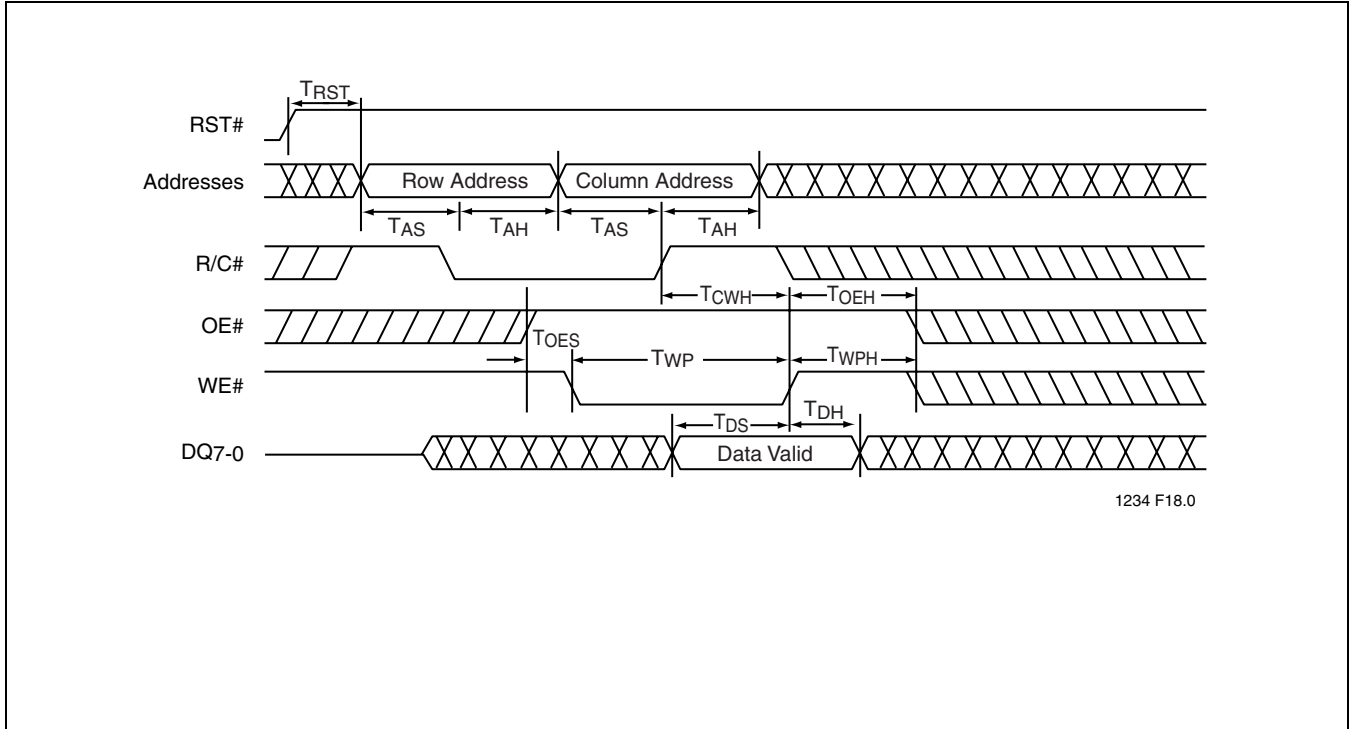 TRST
RST#
Addresses
Row Address
Column Address
TAS
TAH
TAS
TAH
R/C#
TCWH
TOEH
OE#
TOES
TWP
TWPH
WE#
TDS
TDH
DQ7-0
Data Valid
1234 F18.0